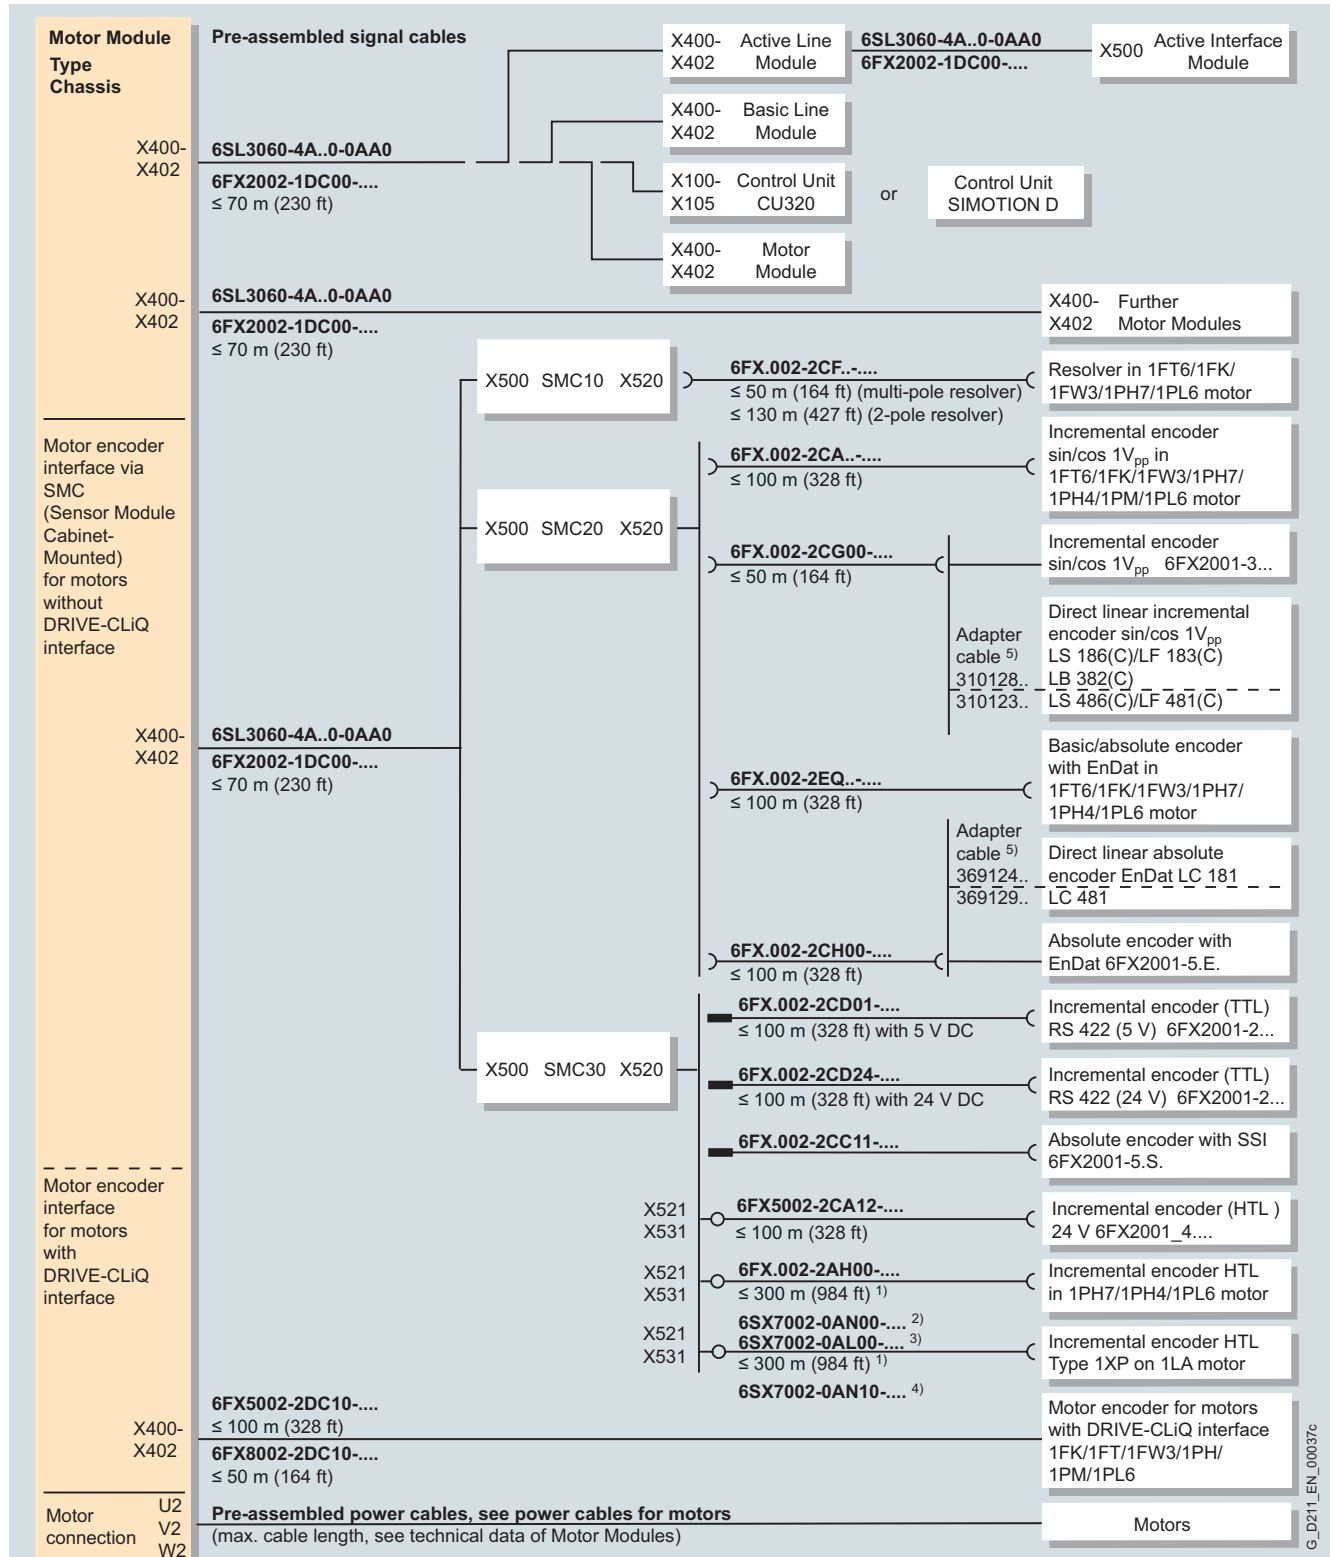 Motor Module
Type
Chassis
Pre-assembled signal cables
X400-
X402
6SL3060-4A..0-0AA0
6FX2002-1DC00-....
≤ 70 m (230 ft)
X400- Active Line
X402 Module
6SL3060-4A..0-0AA0
6FX2002-1DC00-....
X500 Active Interface
Module
X400- Basic Line
X402 Module
X100- Control Unit
X105 CU320
or
Control Unit
SIMOTION D
X400- Motor
X402 Module
X400-
X402
6SL3060-4A..0-0AA0
6FX2002-1DC00-....
≤ 70 m (230 ft)
X400- Further
X402 Motor Modules
Motor encoder
interface via
SMC
(Sensor Module
Cabinet-
Mounted)
for motors
without
DRIVE-CLiQ
interface
X400-
X402
6SL3060-4A..0-0AA0
6FX2002-1DC00-....
≤ 70 m (230 ft)
X500 SMC10 X520
6FX.002-2CF..-....
≤ 50 m (164 ft) (multi-pole resolver)
≤ 130 m (427 ft) (2-pole resolver)
Resolver in 1FT6/1FK/
1FW3/1PH7/1PL6 motor
X500 SMC20 X520
6FX.002-2CA..-....
≤ 100 m (328 ft)
Incremental encoder
sin/cos 1Vpp in
1FT6/1FK/1FW3/1PH7/
1PH4/1PM/1PL6 motor
6FX.002-2CG00-....
≤ 50 m (164 ft)
Incremental encoder
sin/cos 1Vpp 6FX2001-3...
Adapter
cable 5)
310128..
310123..
Direct linear incremental
encoder sin/cos 1Vpp
LS 186(C)/LF 183(C)
LB 382(C)
LS 486(C)/LF 481(C)
6FX.002-2EQ..-....
≤ 100 m (328 ft)
Basic/absolute encoder
with EnDat in
1FT6/1FK/1FW3/1PH7/
1PH4/1PL6 motor
Adapter
cable 5)
369124..
369129..
Direct linear absolute
encoder EnDat LC 181
LC 481
6FX.002-2CH00-....
≤ 100 m (328 ft)
Absolute encoder with
EnDat 6FX2001-5.E.
X500 SMC30 X520
6FX.002-2CD01-....
≤ 100 m (328 ft) with 5 V DC
Incremental encoder (TTL)
RS 422 (5 V) 6FX2001-2...
6FX.002-2CD24-....
≤ 100 m (328 ft) with 24 V DC
Incremental encoder (TTL)
RS 422 (24 V) 6FX2001-2...
6FX.002-2CC11-....
Absolute encoder with SSI
6FX2001-5.S.
X521
X531
6FX5002-2CA12-....
≤ 100 m (328 ft)
Incremental encoder (HTL )
24 V 6FX2001_4....
X521
X531
6FX.002-2AH00-....
≤ 300 m (984 ft) 1)
Incremental encoder HTL
in 1PH7/1PH4/1PL6 motor
X521
X531
6SX7002-0AN00-.... 2)
6SX7002-0AL00-.... 3)
≤ 300 m (984 ft) 1)
6SX7002-0AN10-.... 4)
Incremental encoder HTL
Type 1XP on 1LA motor
Motor encoder
interface
for motors
with
DRIVE-CLiQ
interface
X400-
X402
6FX5002-2DC10-....
≤ 100 m (328 ft)
6FX8002-2DC10-....
≤ 50 m (164 ft)
Motor encoder for motors
with DRIVE-CLiQ interface
1FK/1FT/1FW3/1PH/
1PM/1PL6
Motor
connection
U2
V2
W2
Pre-assembled power cables, see power cables for motors
(max. cable length, see technical data of Motor Modules)
Motors
G_D211_EN_00037c